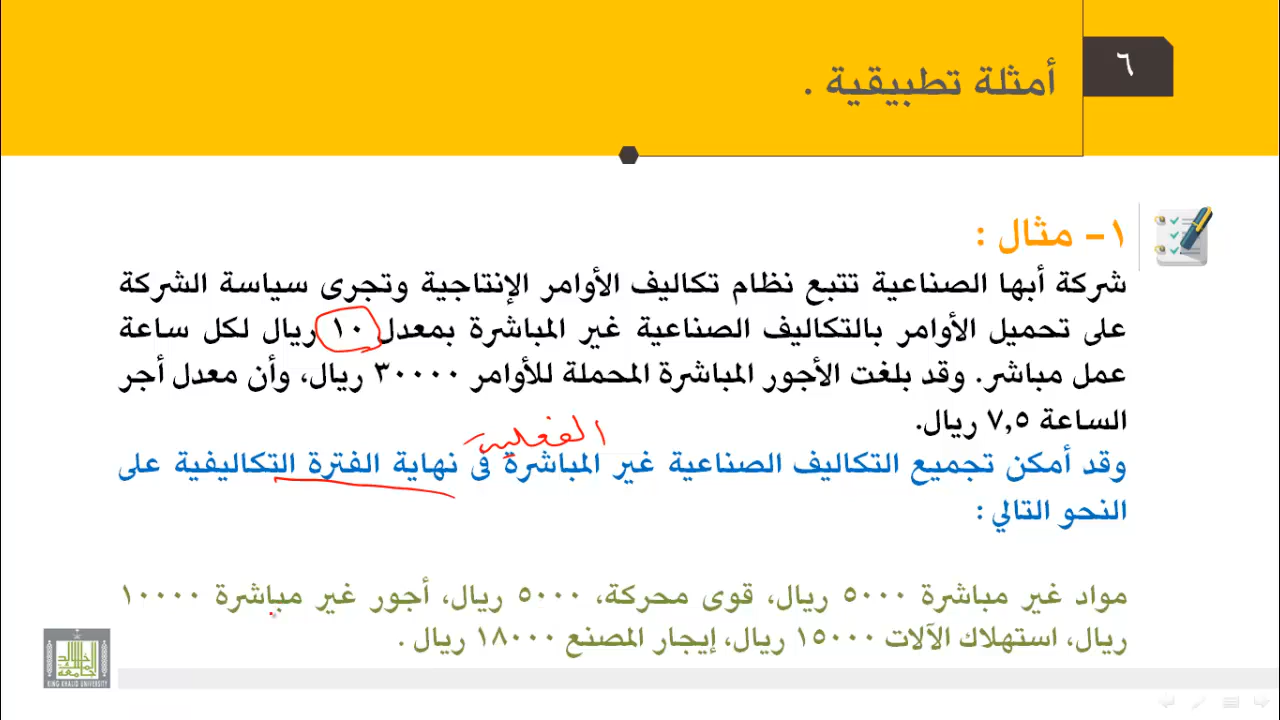 ٦
أمثلة تطبيقية .
١- مثال :
شركة أبها الصناعية تتبع نظام تكاليف الأوامر الإنتاجية وتجرى سياسة الشركة
على تحميل الأوامر بالتكاليف الصناعية غير المباشرة بمعدل ١٠ ريال لكل ساعة
عمل مباشر. وقد بلغت الأجور المباشرة المحملة للأوامر ٣٠٠٠٠ ريال، وأن معدل أجر
الساعة ٧,٥ ريال.
الفعلية
وقد أمكن تجميع التكاليف الصناعية غير المباشرة فى نهاية الفترة التكاليفية على
النحو التالي :
مواد غير مباشرة ٥٠٠٠ ريال، قوى محركة، ٥٠٠٠ ريال، أجور غير مباشرة ١٠٠٠٠
ريال، استهلاك الآلات ١٥٠٠٠ ريال، إيجار المصنع ١٨٠٠٠ ريال .
KING KHALID UNIVERSITY